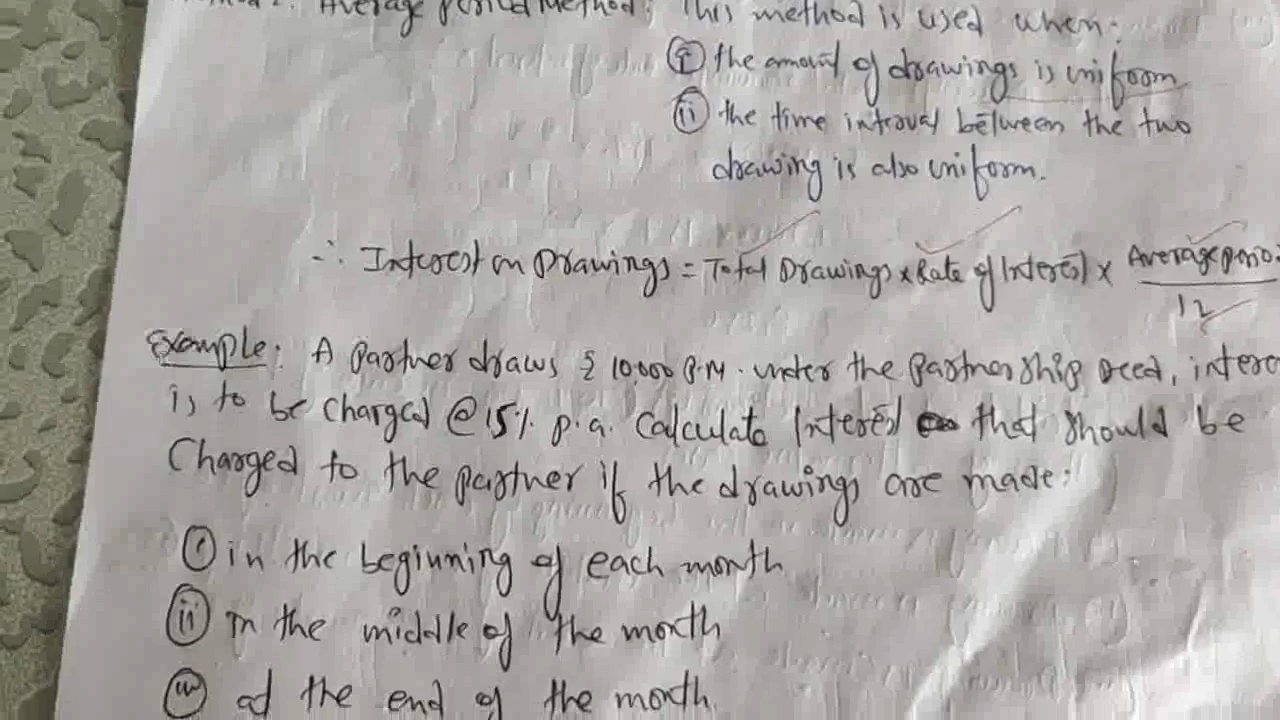 Average Period Method: This method is used when:
(i) the amount of drawings is uniform
(ii) the time interval between the two
drawing is also uniform.
∴ Interest on Drawings = Total Drawings × Rate of Interest × Average perio
12
Example: A partner draws ₹ 10,000 P.M. under the Partnership Deed, intere
is to be charged @ 15% p.a. Calculate Interest that should be
Charged to the partner if the drawings are made:
(i) in the beginning of each month
(ii) in the middle of the month
(iii) at the end of the month